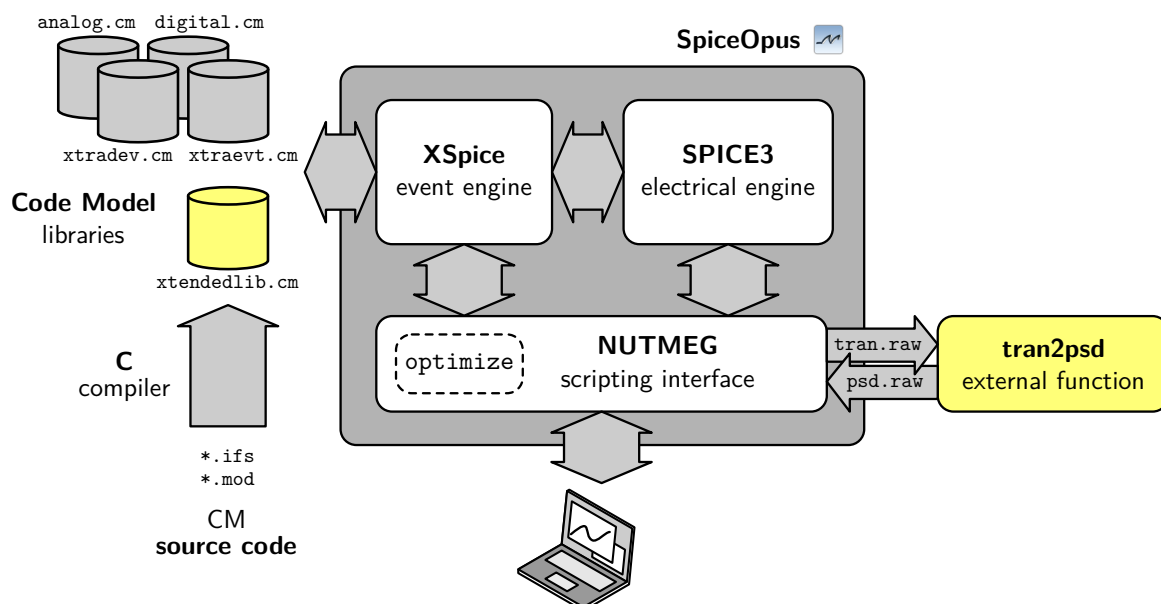 analog.cm digital.cm
xtradev.cm xtraevt.cm
Code Model
libraries
xtendedlib.cm
C
compiler
*.ifs
*.mod
CM
source code
SpiceOpus
XSpice
event engine
SPICE3
electrical engine
optimize
NUTMEG
scripting interface
tran.raw
psd.raw
tran2psd
external function